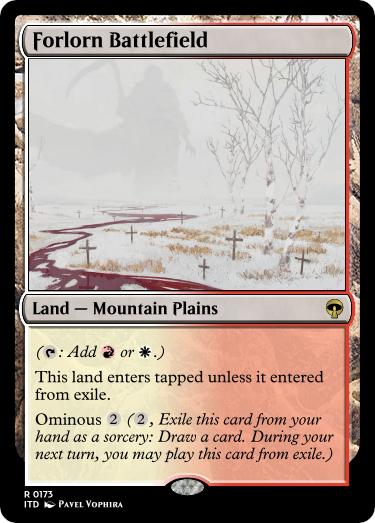 Forlorn Battlefield
Land — Mountain Plains
(T: Add R or W.)
This land enters tapped unless it entered
from exile.
Ominous 2 (2, Exile this card from your
hand as a sorcery: Draw a card. During your
next turn, you may play this card from exile.)
R 0173
ITD Pavel Vophira